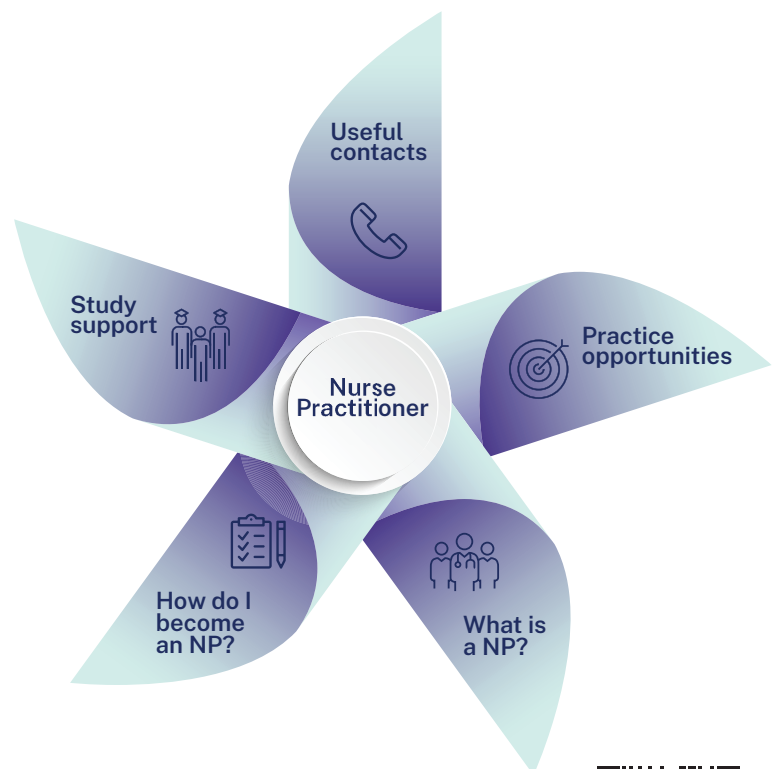 Useful
contacts
Study
support
Practice
opportunities
Nurse
Practitioner
How do I
become
an NP?
What is
a NP?